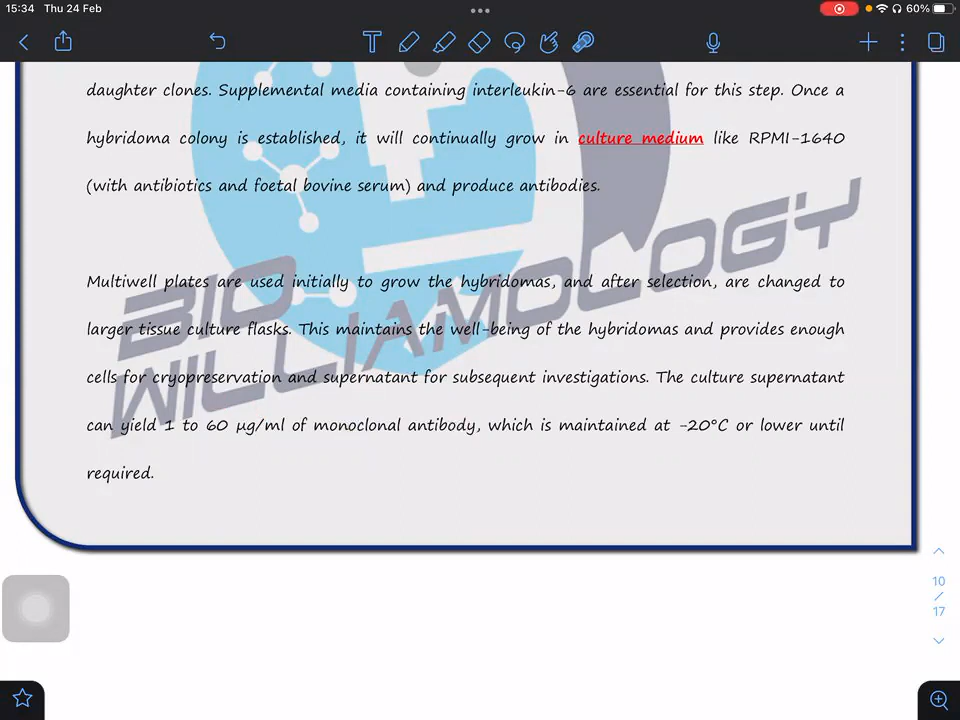 15:34 Thu 24 Feb
60%
daughter clones. Supplemental media containing interleukin-6 are essential for this step. Once a
hybridoma colony is established, it will continually grow in culture medium like RPMI-1640
(with antibiotics and foetal bovine serum) and produce antibodies.
Multiwell plates are used initially to grow the hybridomas, and after selection, are changed to
larger tissue culture flasks. This maintains the well-being of the hybridomas and provides enough
cells for cryopreservation and supernatant for subsequent investigations. The culture supernatant
can yield 1 to 60 µg/ml of monoclonal antibody, which is maintained at -20°C or lower until
required.
BIO
WILLIAMOLOGY
10
/
17